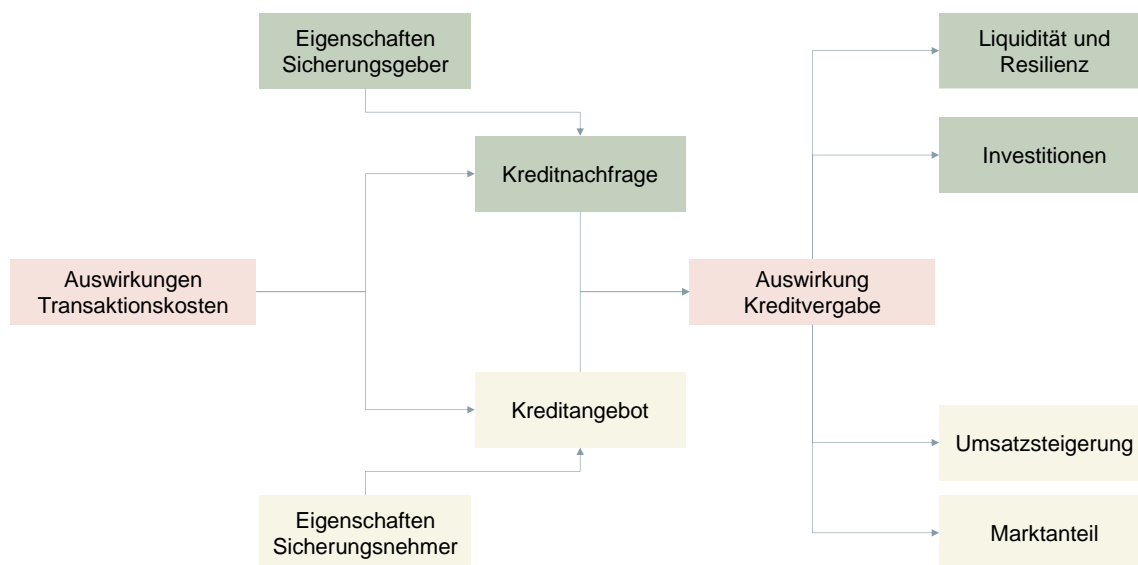 Eigenschaften
Sicherungsgeber
Liquidität und
Resilienz
Kreditnachfrage
Investitionen
Auswirkungen
Transaktionskosten
Auswirkung
Kreditvergabe
Kreditangebot
Umsatzsteigerung
Eigenschaften
Sicherungsnehmer
Marktanteil